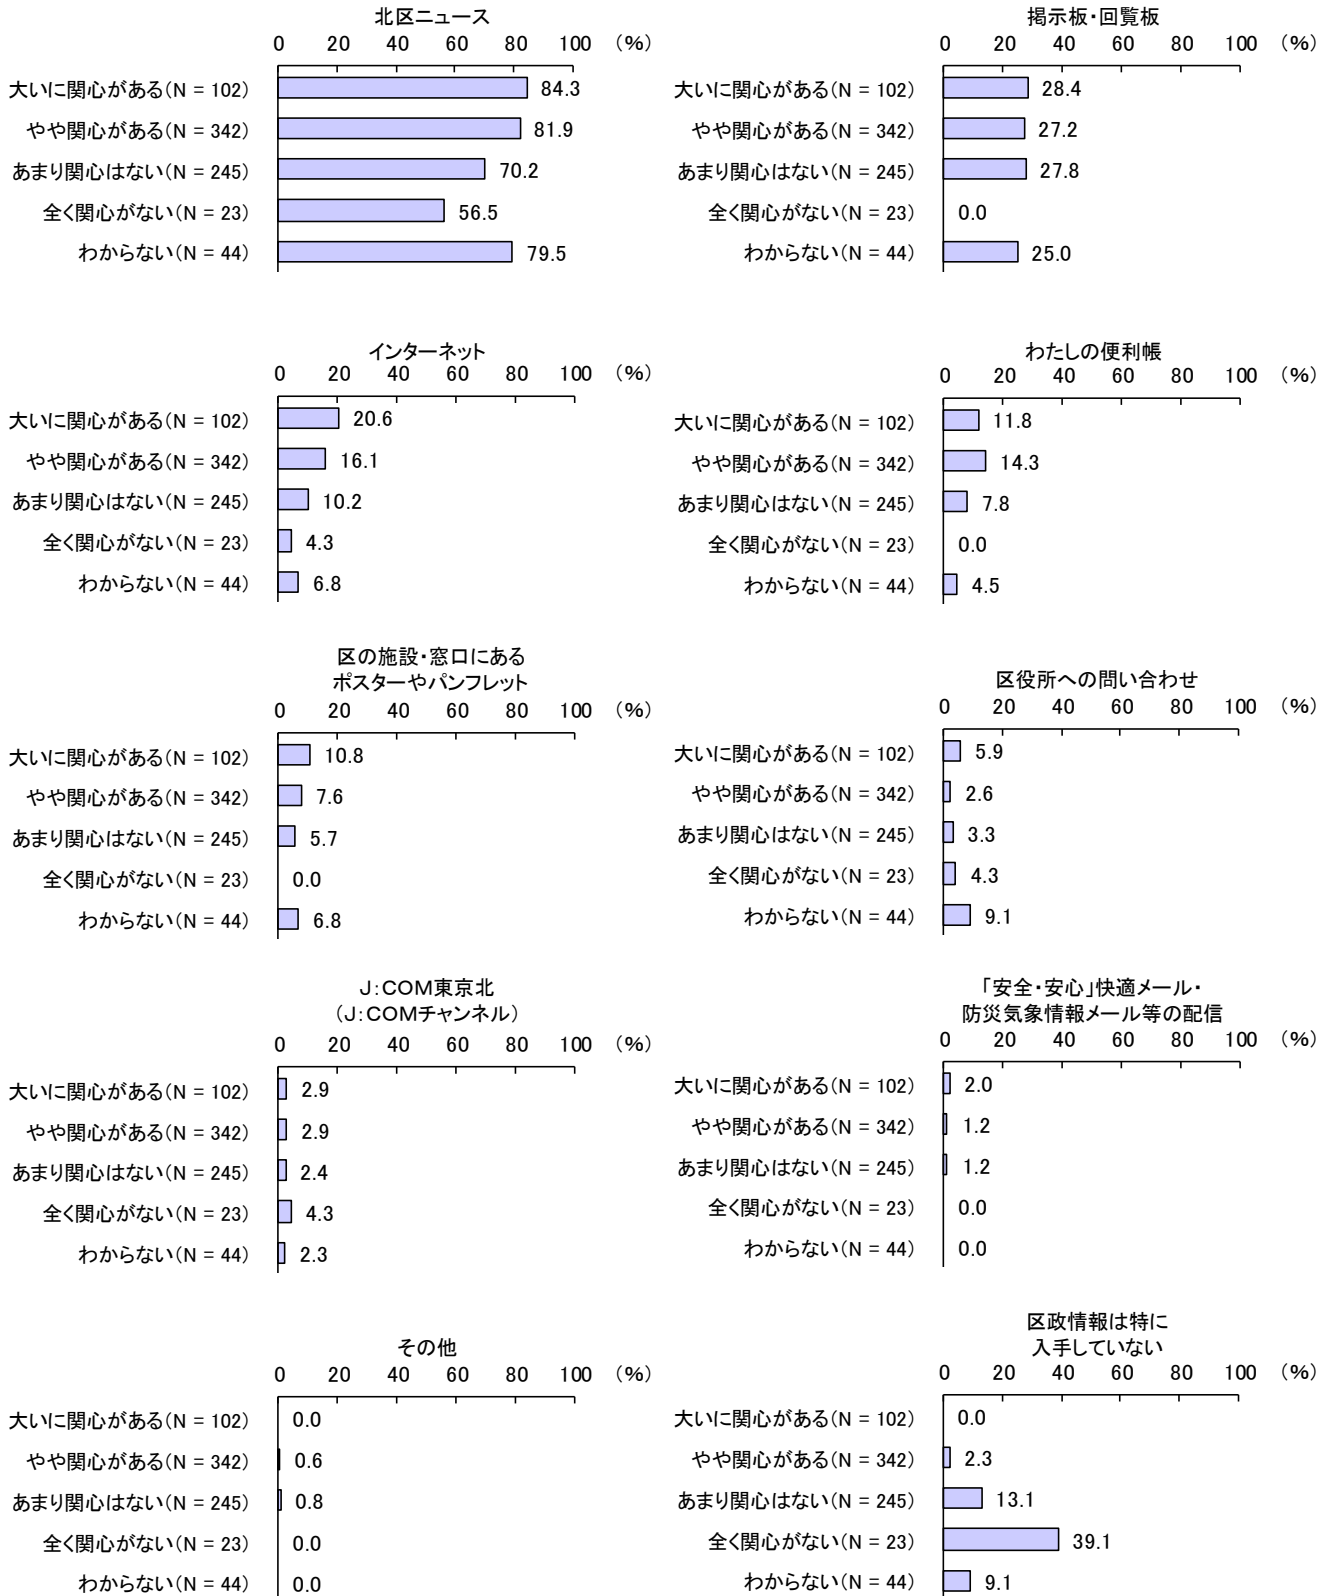 北区ニュース
0 20 40 60 80 100 (%)
大いに関心がある(N = 102) 84.3
やや関心がある(N = 342) 81.9
あまり関心はない(N = 245) 70.2
全く関心がない(N = 23) 56.5
わからない(N = 44) 79.5
掲示板・回覧板
0 20 40 60 80 100 (%)
大いに関心がある(N = 102) 28.4
やや関心がある(N = 342) 27.2
あまり関心はない(N = 245) 27.8
全く関心がない(N = 23) 0.0
わからない(N = 44) 25.0
インターネット
0 20 40 60 80 100 (%)
大いに関心がある(N = 102) 20.6
やや関心がある(N = 342) 16.1
あまり関心はない(N = 245) 10.2
全く関心がない(N = 23) 4.3
わからない(N = 44) 6.8
わたしの便利帳
0 20 40 60 80 100 (%)
大いに関心がある(N = 102) 11.8
やや関心がある(N = 342) 14.3
あまり関心はない(N = 245) 7.8
全く関心がない(N = 23) 0.0
わからない(N = 44) 4.5
区の施設・窓口にある
ポスターやパンフレット
0 20 40 60 80 100 (%)
大いに関心がある(N = 102) 10.8
やや関心がある(N = 342) 7.6
あまり関心はない(N = 245) 5.7
全く関心がない(N = 23) 0.0
わからない(N = 44) 6.8
区役所への問い合わせ
0 20 40 60 80 100 (%)
大いに関心がある(N = 102) 5.9
やや関心がある(N = 342) 2.6
あまり関心はない(N = 245) 3.3
全く関心がない(N = 23) 4.3
わからない(N = 44) 9.1
J:COM東京北
(J:COMチャンネル)
0 20 40 60 80 100 (%)
大いに関心がある(N = 102) 2.9
やや関心がある(N = 342) 2.9
あまり関心はない(N = 245) 2.4
全く関心がない(N = 23) 4.3
わからない(N = 44) 2.3
「安全・安心」快適メール・
防災気象情報メール等の配信
0 20 40 60 80 100 (%)
大いに関心がある(N = 102) 2.0
やや関心がある(N = 342) 1.2
あまり関心はない(N = 245) 1.2
全く関心がない(N = 23) 0.0
わからない(N = 44) 0.0
その他
0 20 40 60 80 100 (%)
大いに関心がある(N = 102) 0.0
やや関心がある(N = 342) 0.6
あまり関心はない(N = 245) 0.8
全く関心がない(N = 23) 0.0
わからない(N = 44) 0.0
区政情報は特に
入手していない
0 20 40 60 80 100 (%)
大いに関心がある(N = 102) 0.0
やや関心がある(N = 342) 2.3
あまり関心はない(N = 245) 13.1
全く関心がない(N = 23) 39.1
わからない(N = 44) 9.1